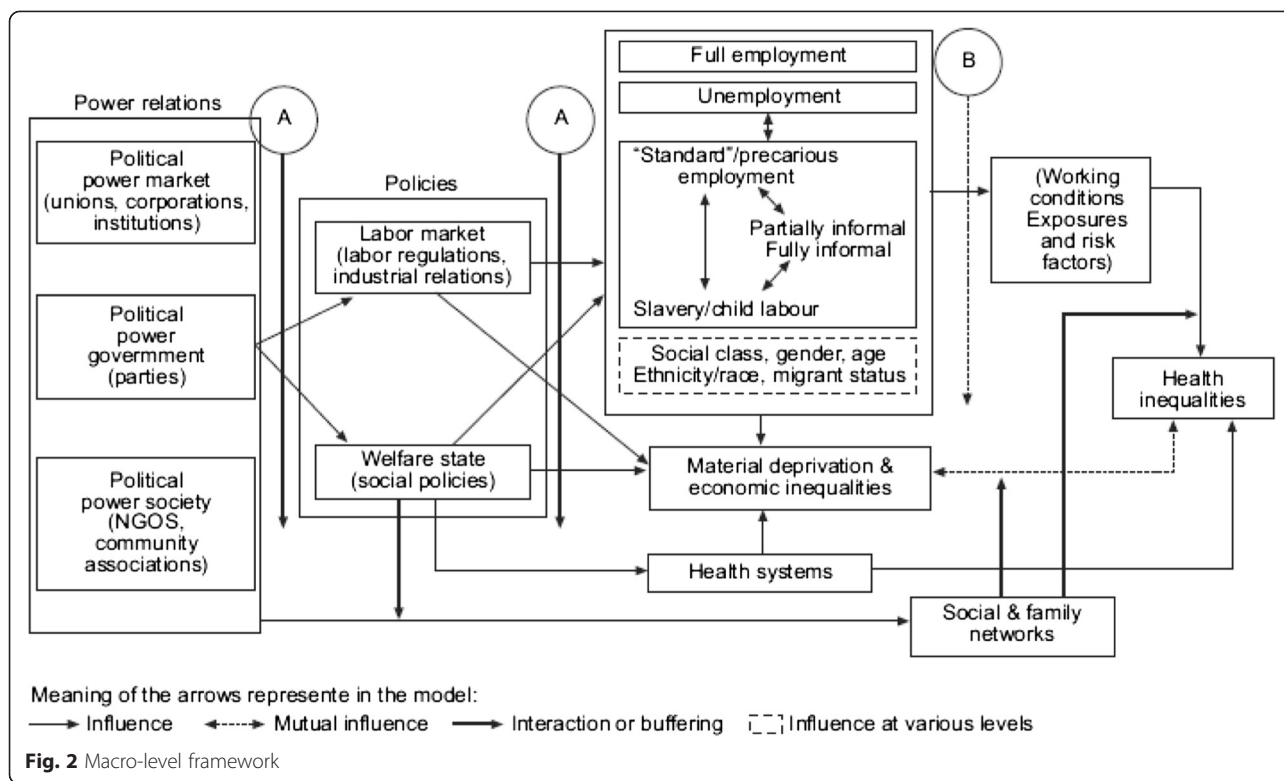 Power relations
A
Political
power market
(unions, corporations,
institutions)
Political
power
govermment
(parties)
Political
power society
(NGOS,
community
associations)
Policies
Labor market
(labor regulations,
industrial relations)
Welfare state
(social policies)
A
Full employment
Unemployment
"Standard"/precarious
employment
Partially informal
Fully informal
Slavery/child labour
Social class, gender, age
Ethnicity/race, migrant status
B
(Working
conditions
Exposures
and risk
factors)
Health
inequalities
Material deprivation &
economic inequalities
Health systems
Social & family
networks
Meaning of the arrows represente in the model:
Influence
Mutual influence
Interaction or buffering
Influence at various levels
Fig. 2 Macro-level framework